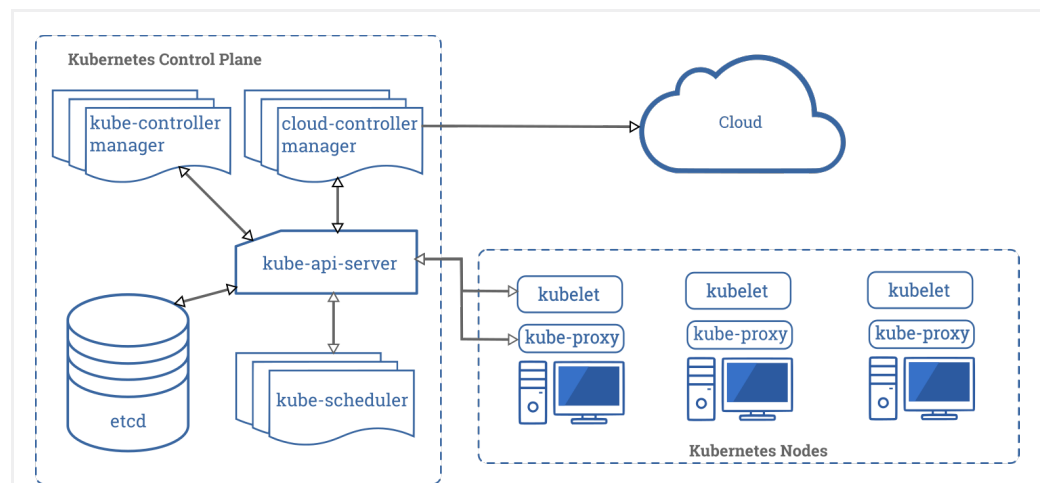 Kubernetes Control Plane
kube-controller
manager
cloud-controller
manager
Cloud
kube-api-server
etcd
kube-scheduler
kubelet
kube-proxy
kubelet
kube-proxy
kubelet
kube-proxy
Kubernetes Nodes